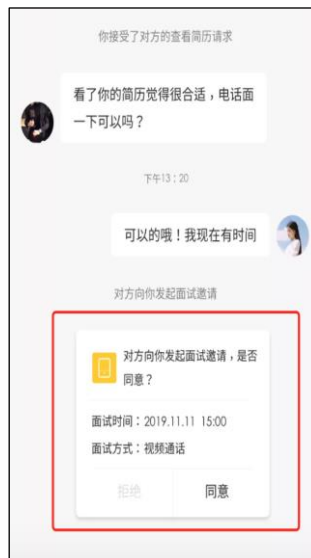 你接受了对方的查看简历请求
看了你的简历觉得很合适，电话面
一下可以吗？
下午13：20
可以的哦！我现在有时间
对方向你发起面试邀请
对方向你发起面试邀请，是否
同意？
面试时间：2019.11.11 15:00
面试方式：视频通话
拒绝
同意